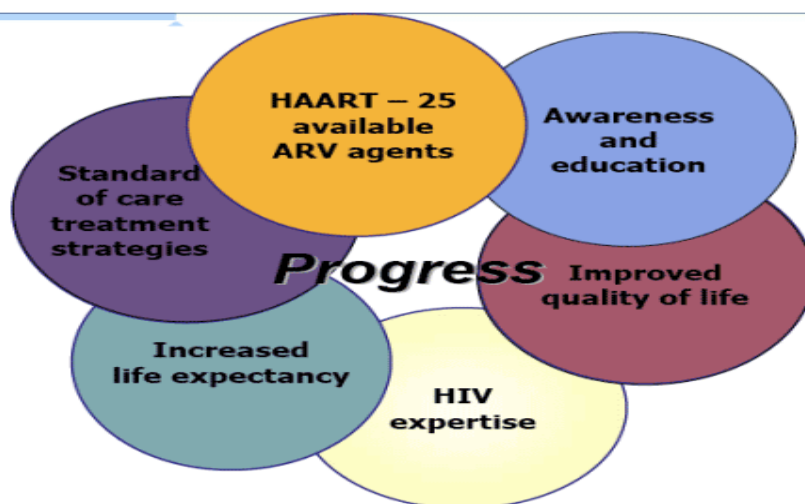 HAART – 25
available
ARV agents
Awareness
and
education
Standard
of care
treatment
strategies
Progress
Improved
quality of life
Increased
life expectancy
HIV
expertise